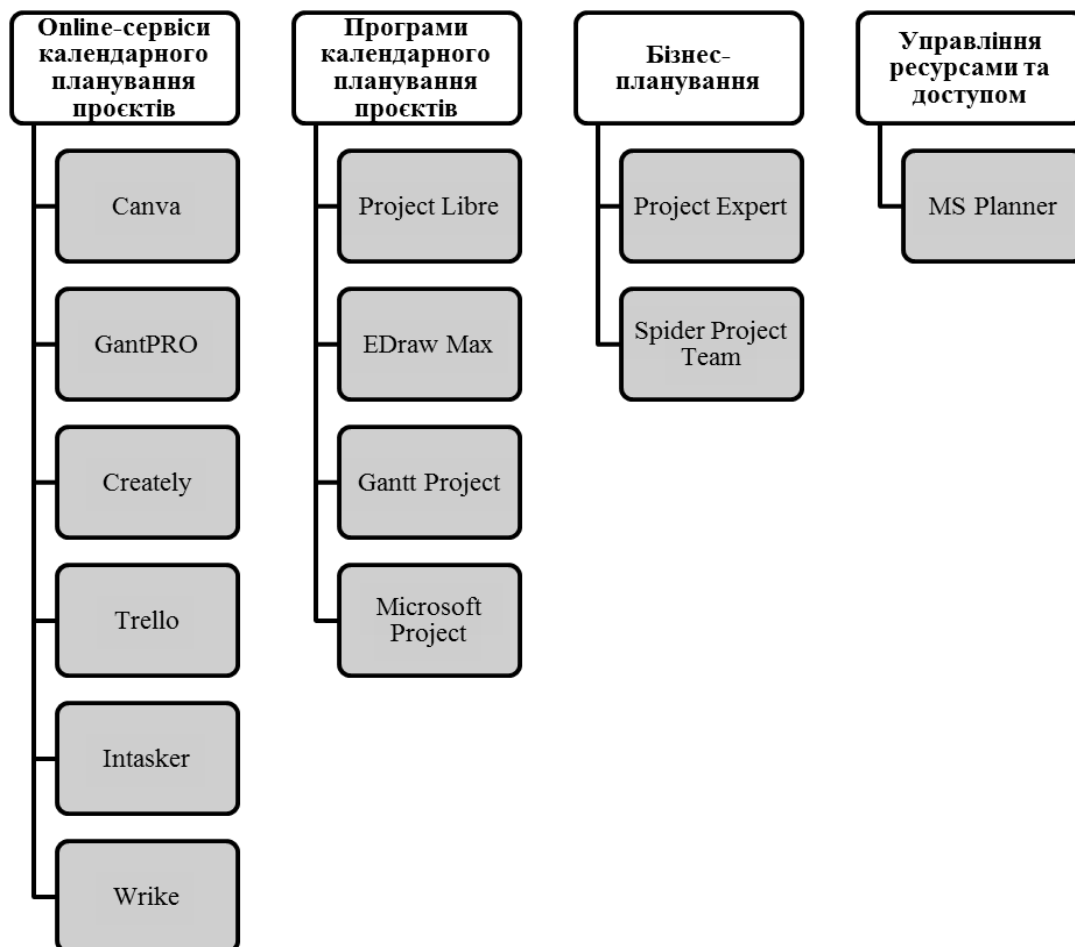 Online-сервіси
календарного
планування
проєктів
Canva
GantPRO
Creately
Trello
Intasker
Wrike
Програми
календарного
планування
проєктів
Project Libre
EDraw Max
Gantt Project
Microsoft
Project
Бізнес-
планування
Project Expert
Spider Project
Team
Управління
ресурсами та
доступом
MS Planner